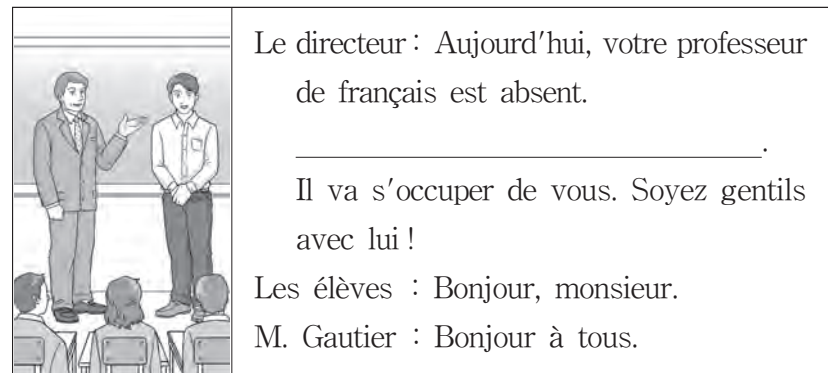 Le directeur : Aujourd'hui, votre professeur
de français est absent.
______________________________.
Il va s'occuper de vous. Soyez gentils
avec lui !
Les élèves : Bonjour, monsieur.
M. Gautier : Bonjour à tous.